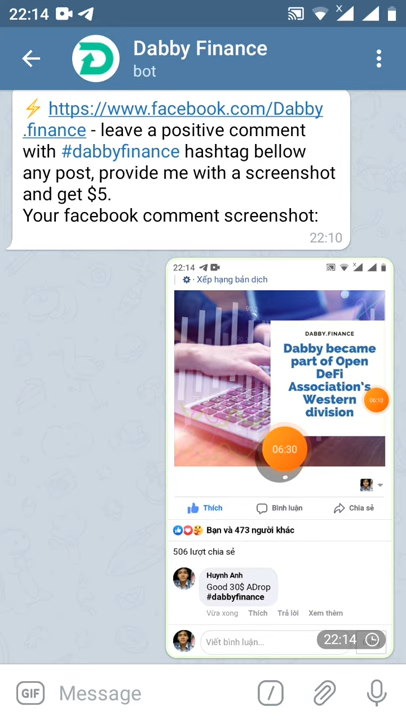 22:14
Dabby Finance
bot
https://www.facebook.com/Dabby
.finance - leave a positive comment
with #dabbyfinance hashtag bellow
any post, provide me with a screenshot
and get $5.
Your facebook comment screenshot:
22:10
22:14
· Xếp hạng bản dịch
DABBY.FINANCE
Dabby became
part of Open
DeFi
Association's
Western
division
06:30
Thích
Bình luận
Chia sẻ
Bạn và 473 người khác
506 lượt chia sẻ
Huynh Anh
Good 30$ ADrop
#dabbyfinance
Vừa xong Thích Trả lời Xem thêm
Viết bình luận...
22:14
GIF
Message